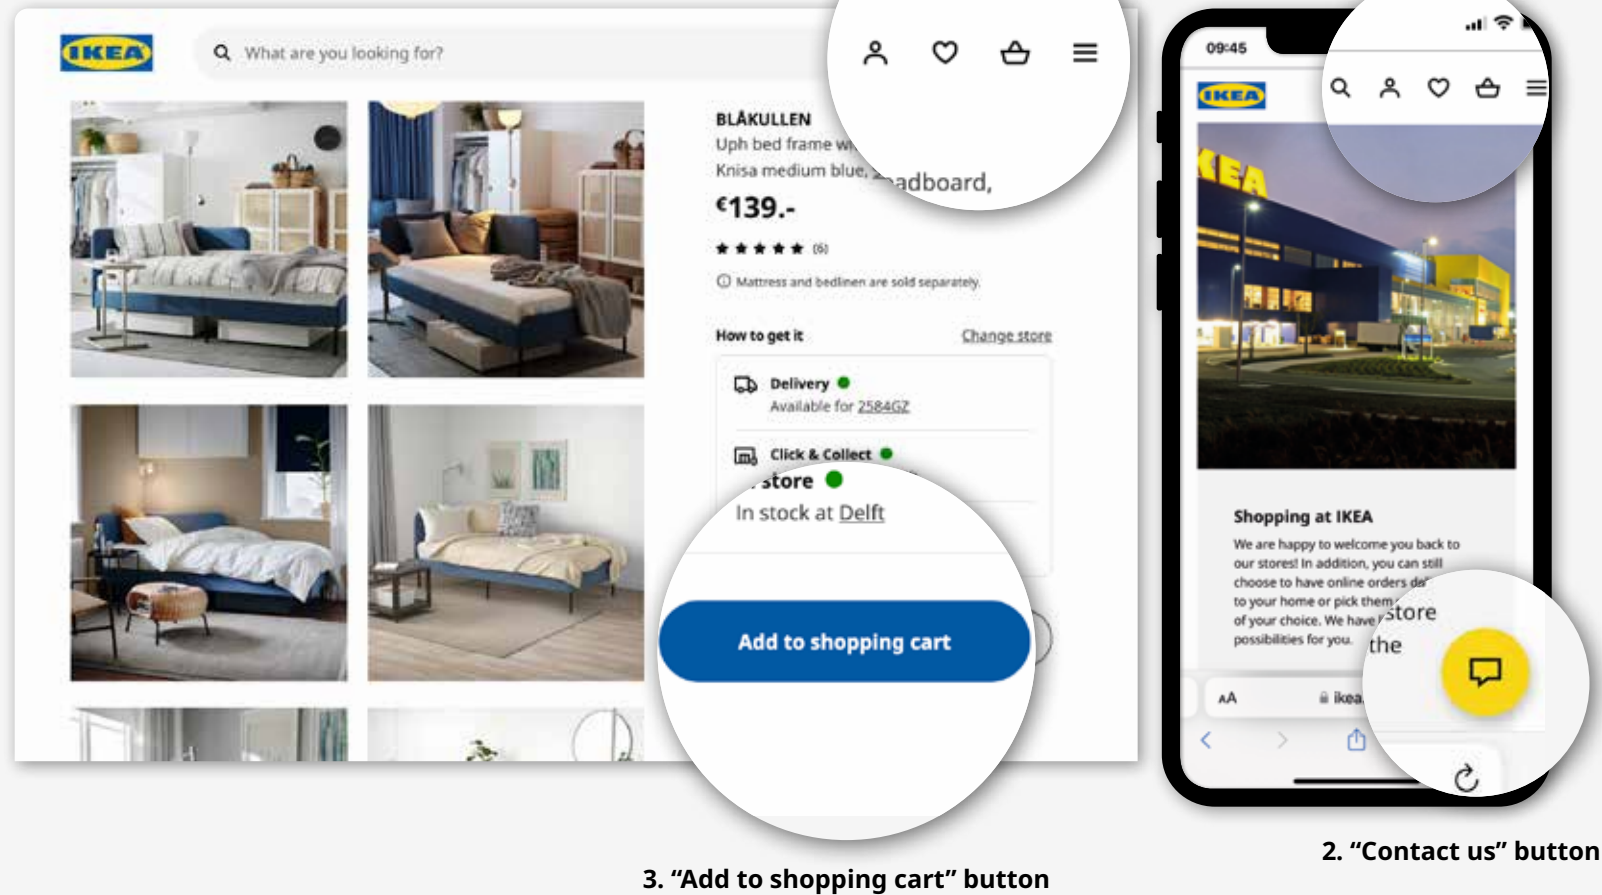 IKEA
What are you looking for?
BLÅKULLEN
Uph bed frame
Knisa medium blue,
adboard,
€139.-
(6)
Mattress and bedlinen are sold separately.
How to get it
Change store
Delivery
Available for 2584GZ
Click & Collect
store
In stock at Delft
Add to shopping cart
3. “Add to shopping cart” button
09:45
IKEA
KEA
Shopping at IKEA
We are happy to welcome you back to
our stores! In addition, you can still
choose to have online orders
to your home or pick them
of your choice. We have
possibilities for you.
store
the
AA
ikea.
2. “Contact us” button